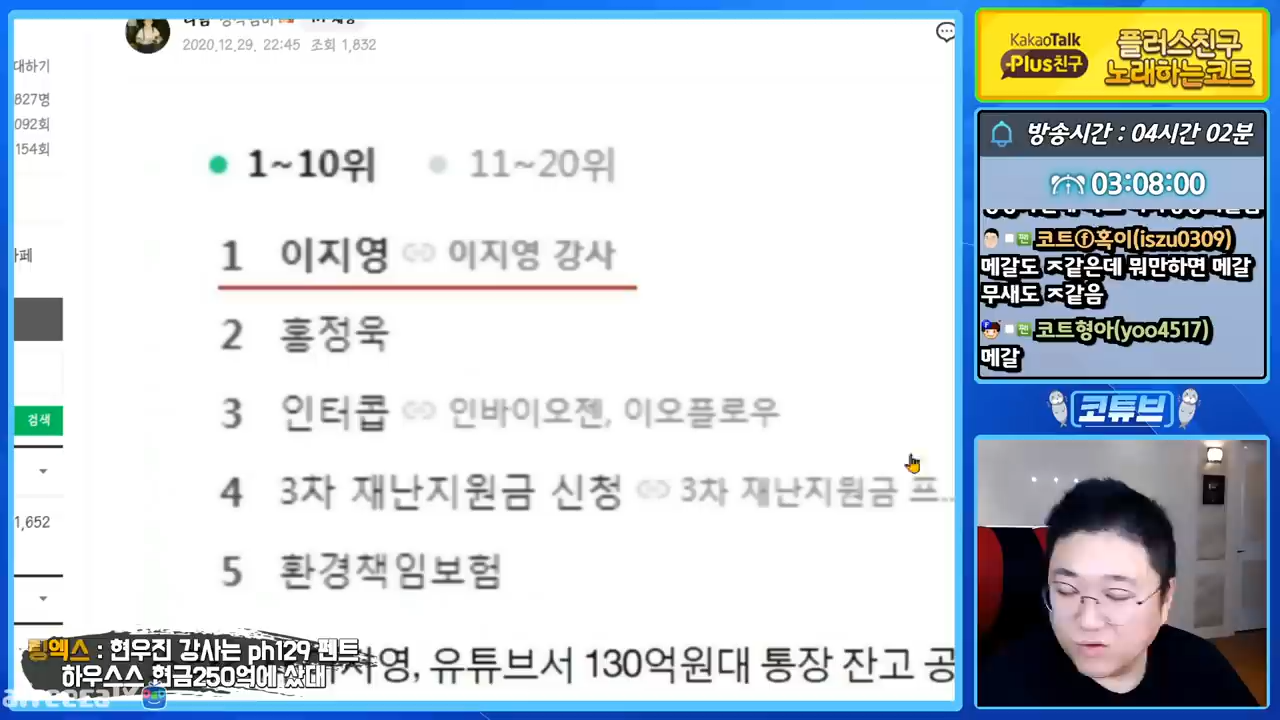 2020.12.29. 22:45 조회 1,832
대하기
827명
092회
154회
검색
1,652
1~10위 11~20위
1 이지영 이지영 강사
2 홍정욱
3 인터콥 인바이오젠, 이오플로우
4 3차 재난지원금 신청 3차 재난지원금 프...
5 환경책임보험
영, 유튜브서 130억원대 통장 잔고 공
링엑스 : 현우진 강사는 ph129 펜트
하우스스 현금250억에 샀대
KakaoTalk
Plus친구
플러스친구
노래하는코트
방송시간 : 04시간 02분
03:08:00
코트ⓕ혹이(iszu0309)
메갈도 ㅈ같은데 뭐만하면 메갈
무새도 ㅈ같음
코트형아(yoo4517)
메갈
코튜브